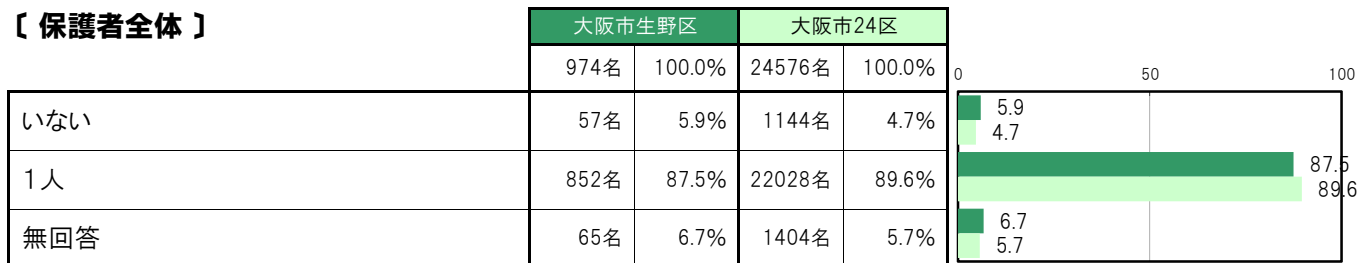 〔 保護者全体 〕
大阪市生野区 大阪市24区
974名 100.0% 24576名 100.0%
0 50 100
いない 57名 5.9% 1144名 4.7%
5.9
4.7
1人 852名 87.5% 22028名 89.6%
87.5
89.6
無回答 65名 6.7% 1404名 5.7%
6.7
5.7